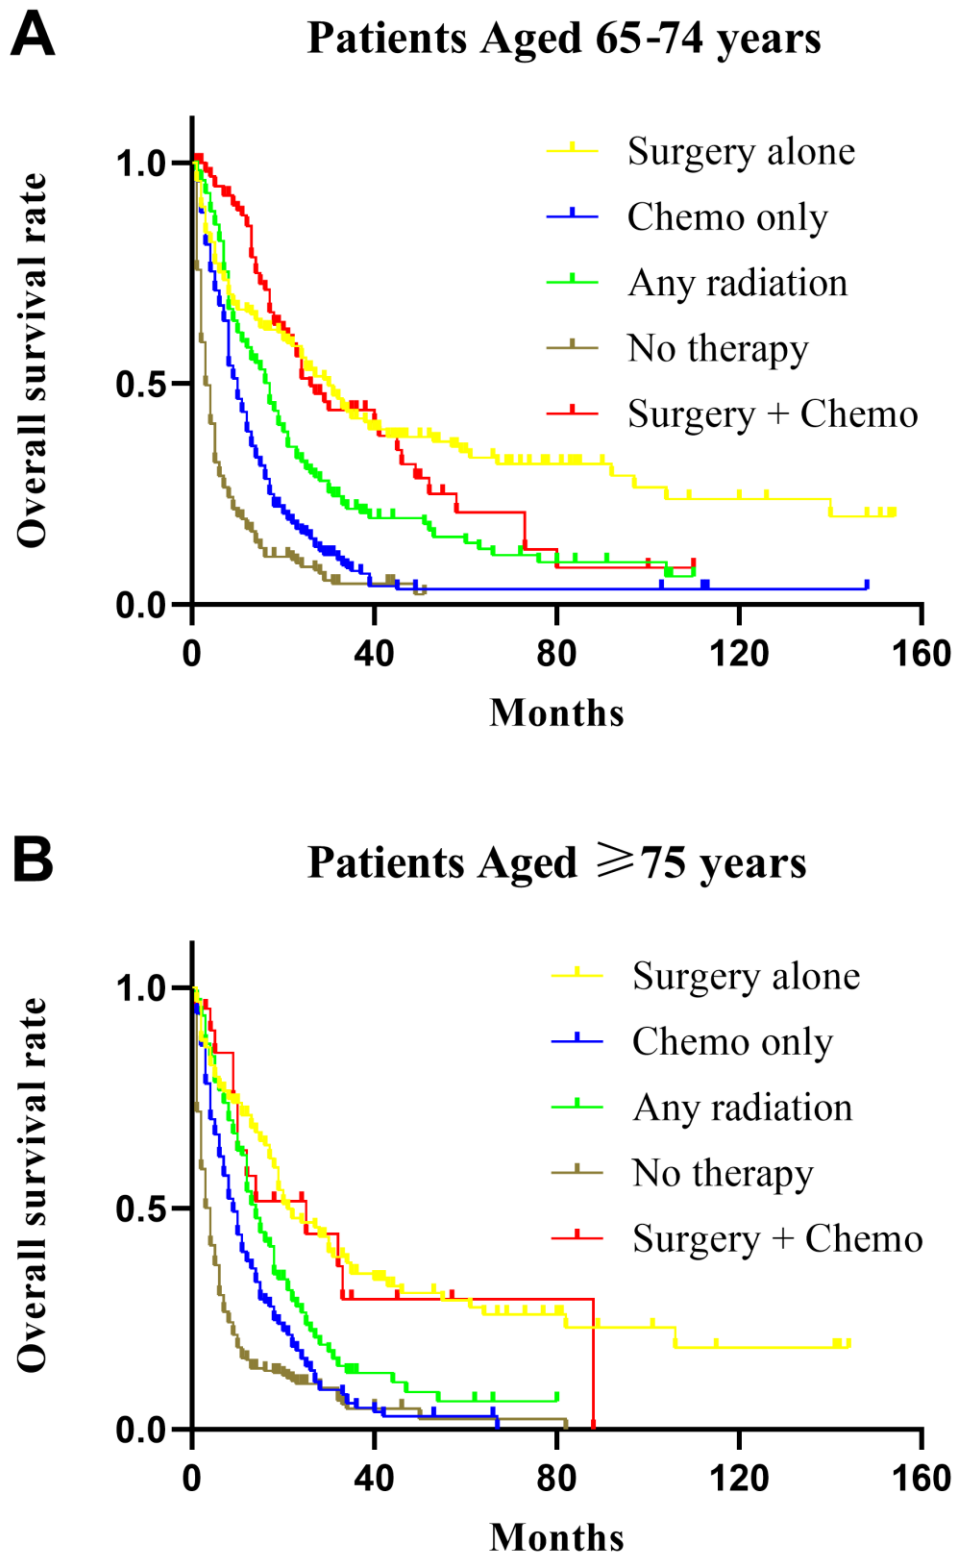 A
Patients Aged 65-74 years
Overall survival rate
1.0
0.5
0.0
Surgery alone
Chemo only
Any radiation
No therapy
Surgery + Chemo
0 40 80 120 160
Months
B
Patients Aged ⩾75 years
Overall survival rate
1.0
0.5
0.0
Surgery alone
Chemo only
Any radiation
No therapy
Surgery + Chemo
0 40 80 120 160
Months